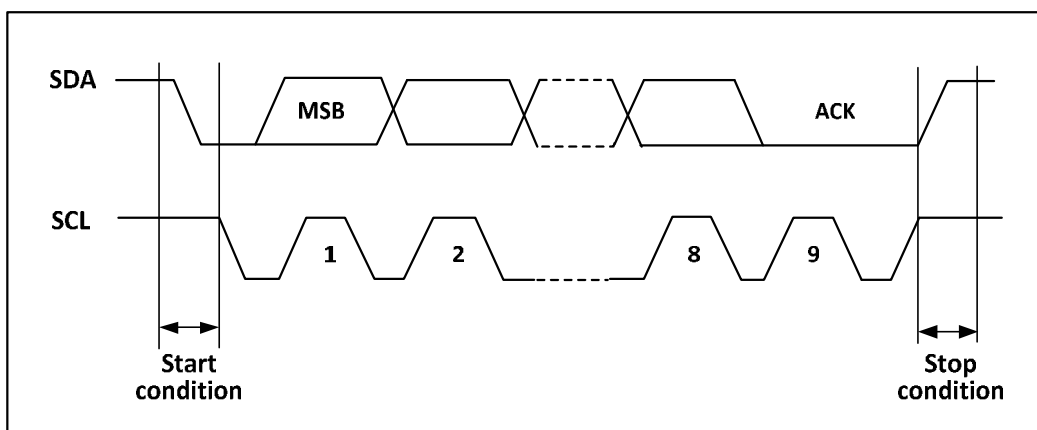 SDA
MSB
ACK
SCL
1
2
8
9
Start
condition
Stop
condition